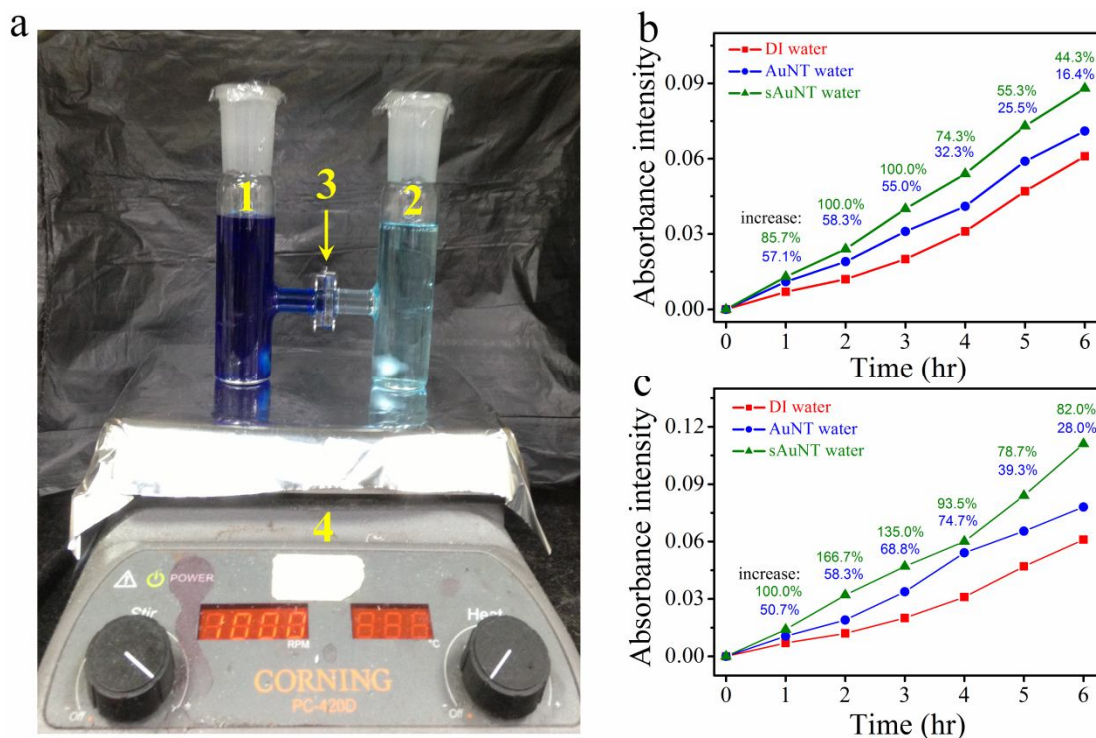 a
1
2
3
4
POWER
Stir
1000
RPM
°C
Heat
Off
Off
CORNING
PC-420D
b
DI water
AuNT water
sAuNT water
Absorbance intensity
0.09
0.06
0.03
0.00
increase:
85.7%
57.1%
100.0%
58.3%
100.0%
55.0%
74.3%
32.3%
55.3%
25.5%
44.3%
16.4%
0 1 2 3 4 5 6
Time (hr)
c
DI water
AuNT water
sAuNT water
Absorbance intensity
0.12
0.09
0.06
0.03
0.00
increase:
100.0%
50.7%
166.7%
58.3%
135.0%
68.8%
93.5%
74.7%
78.7%
39.3%
82.0%
28.0%
0 1 2 3 4 5 6
Time (hr)